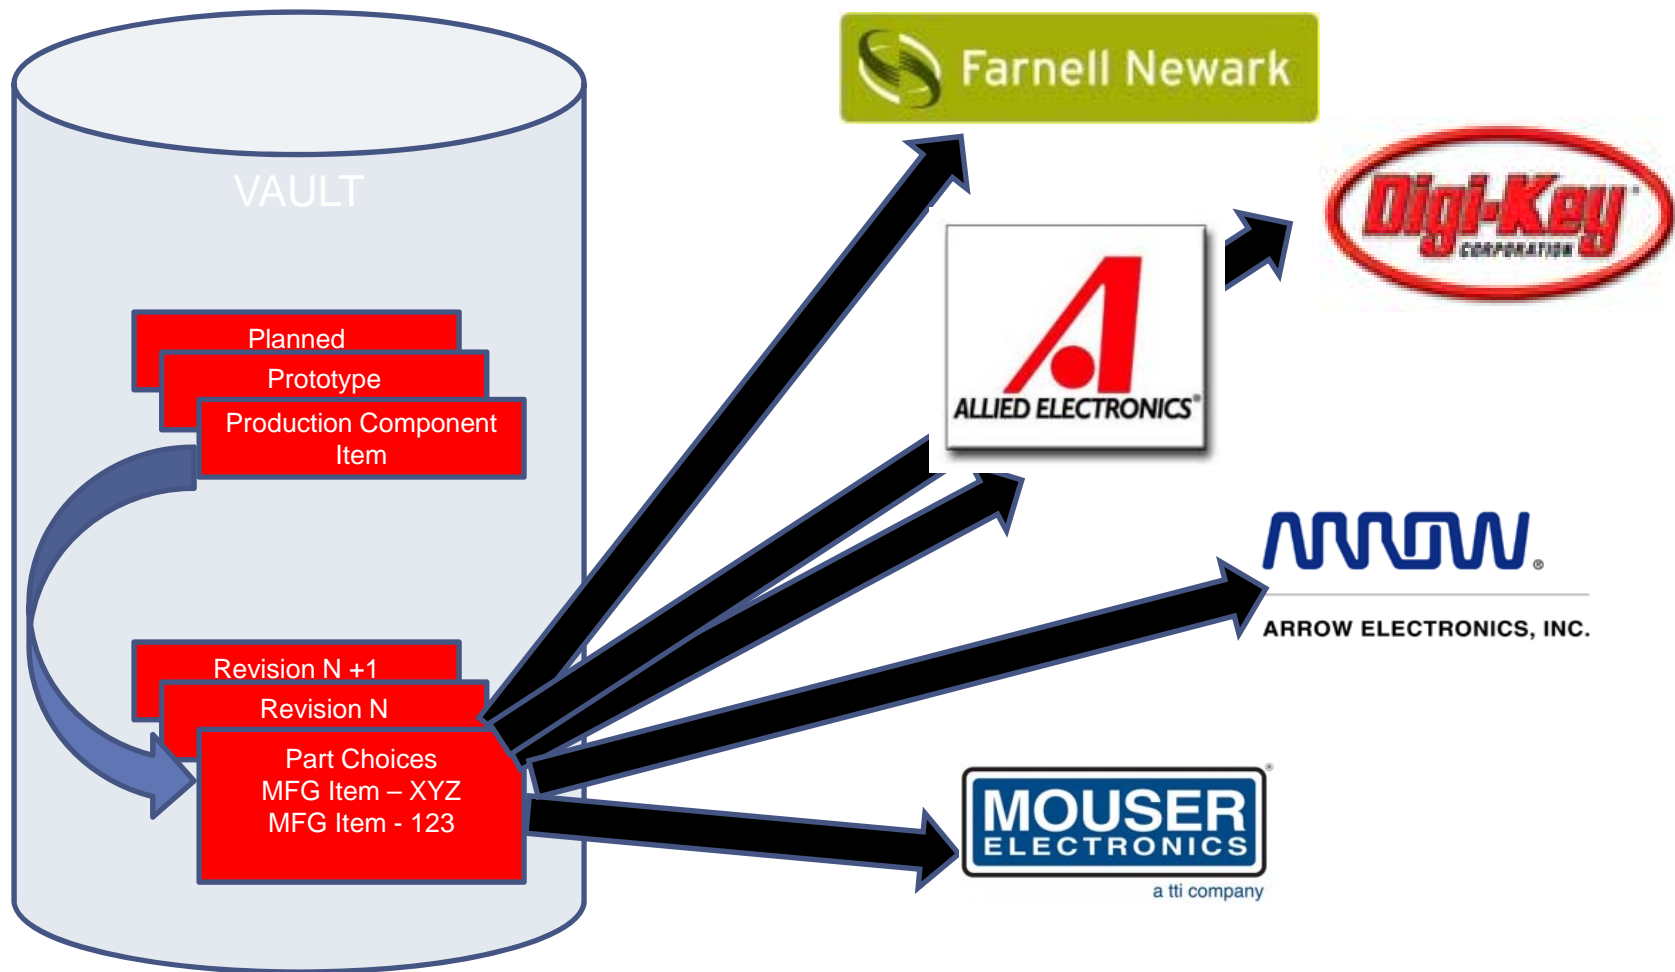 VAULT
Planned
Prototype
Production Component
Item
Revision N +1
Revision N
Part Choices
MFG Item – XYZ
MFG Item - 123
Farnell Newark
Digi-Key®
CORPORATION
ALLIED ELECTRONICS®
ARROW®
ARROW ELECTRONICS, INC.
MOUSER®
ELECTRONICS
a tti company